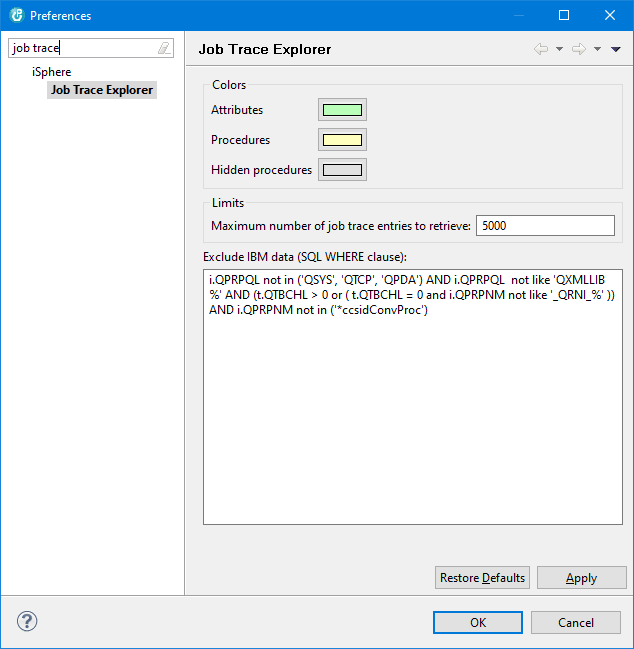 Preferences
job trace
iSphere
Job Trace Explorer
Job Trace Explorer
Colors
Attributes
Procedures
Hidden procedures
Limits
Maximum number of job trace entries to retrieve: 5000
Exclude IBM data (SQL WHERE clause):
i.QPRPQL not in ('QSYS', 'QTCP', 'QPDA') AND i.QPRPQL  not like 'QXMLLIB
%' AND (t.QTBCHL > 0 or ( t.QTBCHL = 0 and i.QPRPNM not like '_QRNI_%' ))
AND i.QPRPNM not in ('*ccsidConvProc')
Restore Defaults
Apply
?
OK
Cancel